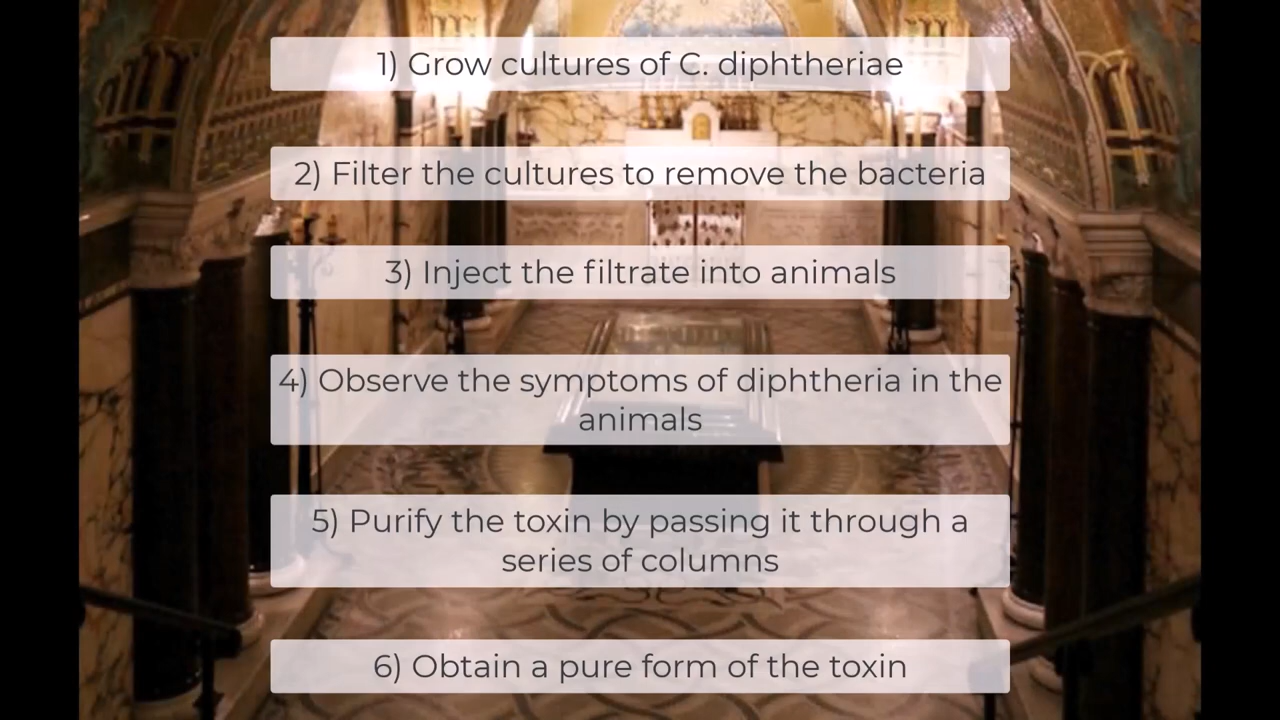 1) Grow cultures of C. diphtheriae
2) Filter the cultures to remove the bacteria
3) Inject the filtrate into animals
4) Observe the symptoms of diphtheria in the
animals
5) Purify the toxin by passing it through a
series of columns
6) Obtain a pure form of the toxin